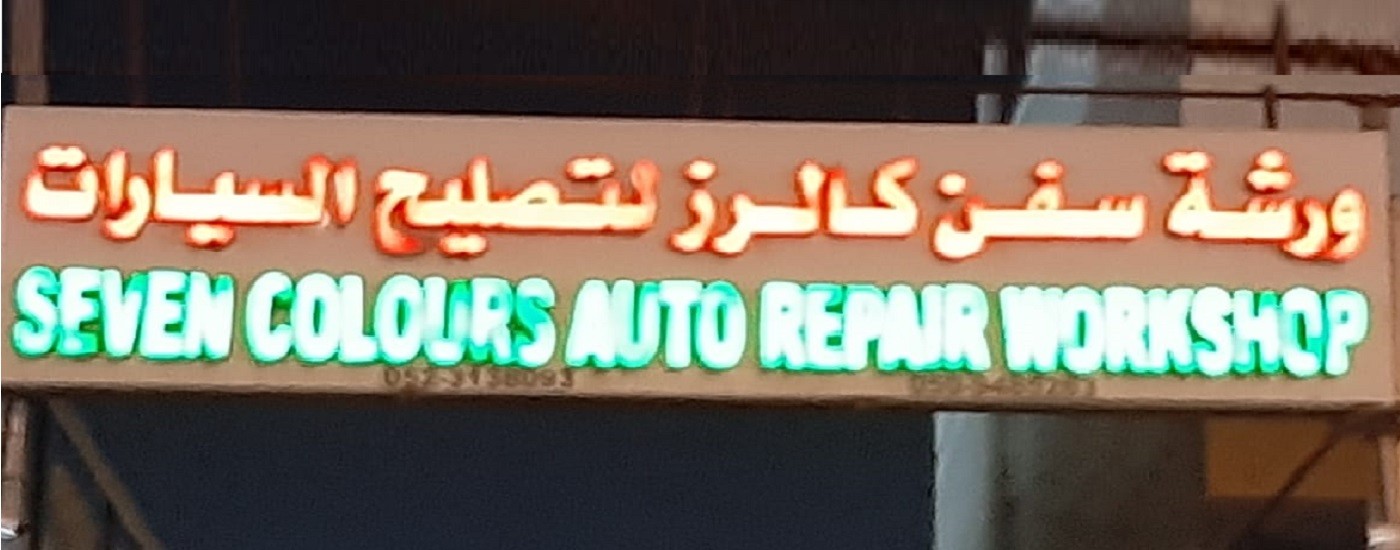 ورشة سفن كالرز لتصليح السيارات
SEVEN COLOURS AUTO REPAIR WORKSHOP